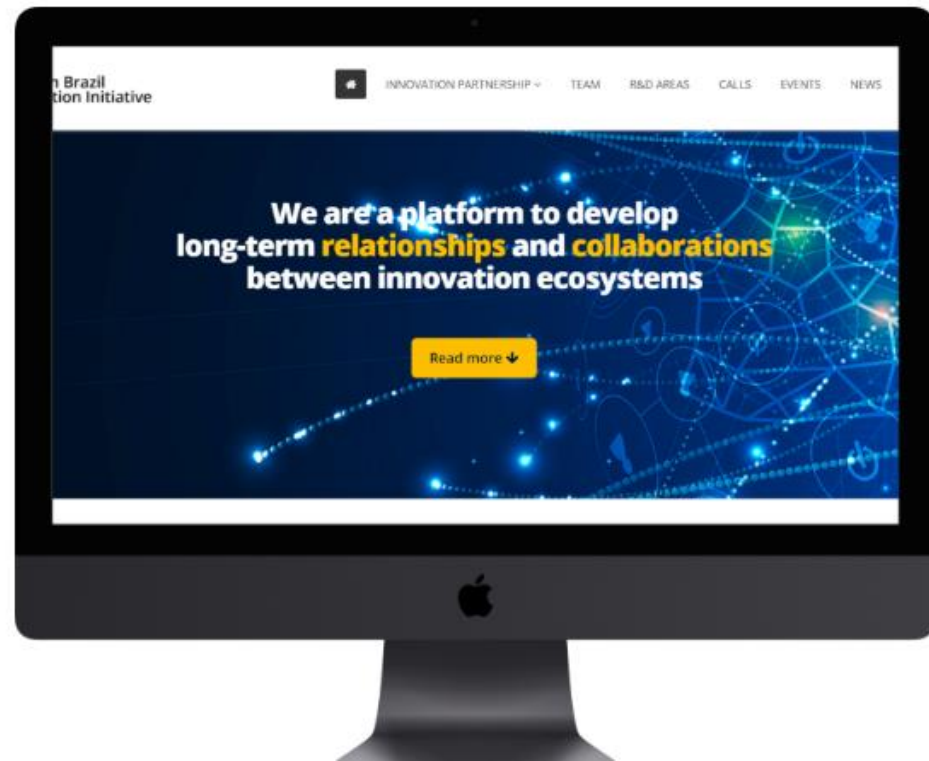 n Brazil
tion Initiative
INNOVATION PARTNERSHIP
TEAM
R&D AREAS
CALLS
EVENTS
NEWS
We are a platform to develop
long-term relationships and collaborations
between innovation ecosystems
Read more